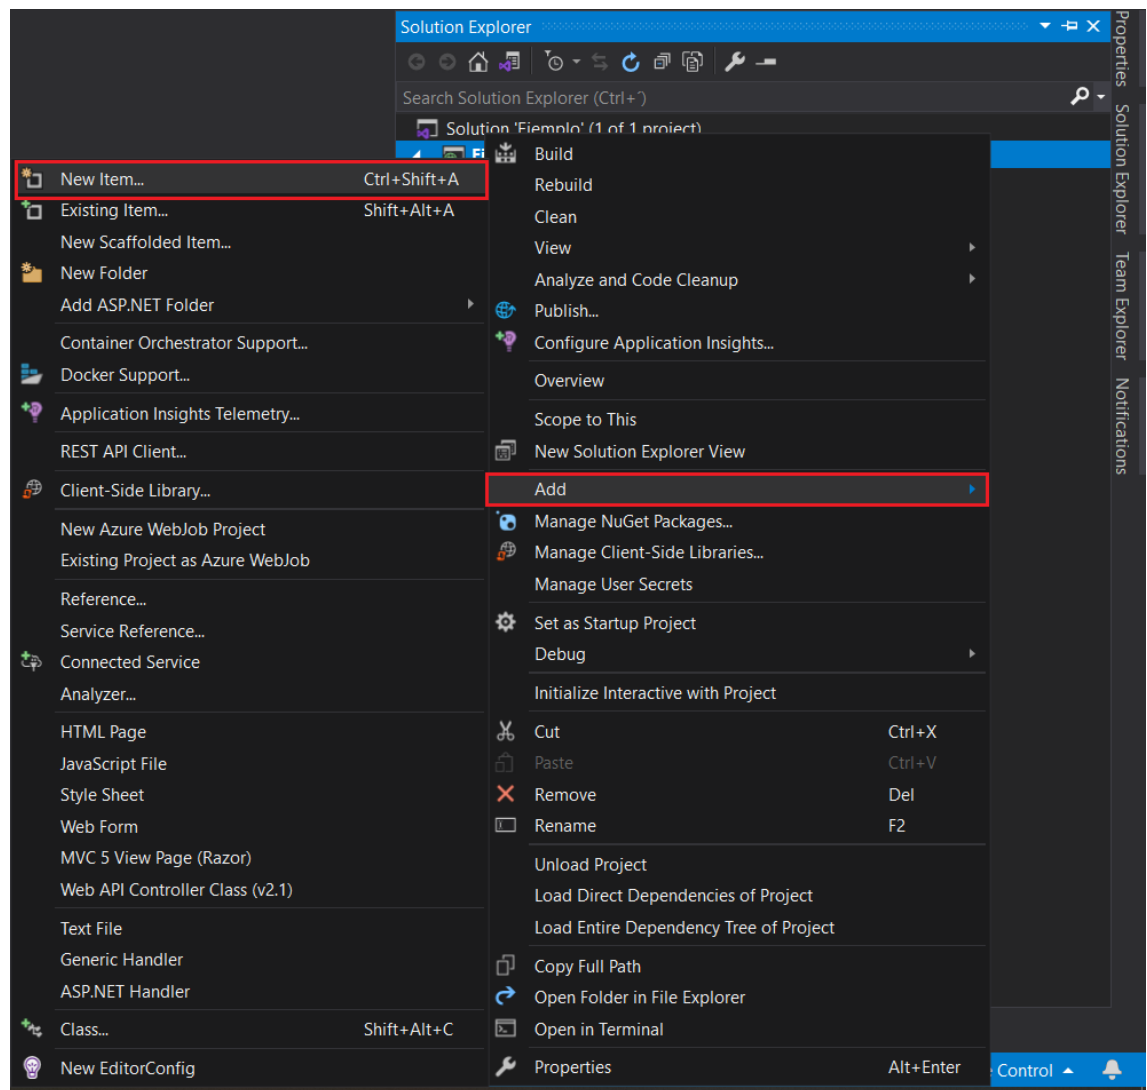 Solution Explorer
Search Solution Explorer (Ctrl+¨)
Solution 'Ejemplo' (1 of 1 project)
New Item... Ctrl+Shift+A
Existing Item... Shift+Alt+A
New Scaffolded Item...
New Folder
Add ASP.NET Folder
Container Orchestrator Support...
Docker Support...
Application Insights Telemetry...
REST API Client...
Client-Side Library...
New Azure WebJob Project
Existing Project as Azure WebJob
Reference...
Service Reference...
Connected Service
Analyzer...
HTML Page
JavaScript File
Style Sheet
Web Form
MVC 5 View Page (Razor)
Web API Controller Class (v2.1)
Text File
Generic Handler
ASP.NET Handler
Class... Shift+Alt+C
New EditorConfig
Build
Rebuild
Clean
View
Analyze and Code Cleanup
Publish...
Configure Application Insights...
Overview
Scope to This
New Solution Explorer View
Add
Manage NuGet Packages...
Manage Client-Side Libraries...
Manage User Secrets
Set as Startup Project
Debug
Initialize Interactive with Project
Cut Ctrl+X
Paste Ctrl+V
Remove Del
Rename F2
Unload Project
Load Direct Dependencies of Project
Load Entire Dependency Tree of Project
Copy Full Path
Open Folder in File Explorer
Open in Terminal
Properties Alt+Enter
Properties
Solution Explorer
Team Explorer
Notifications
Control